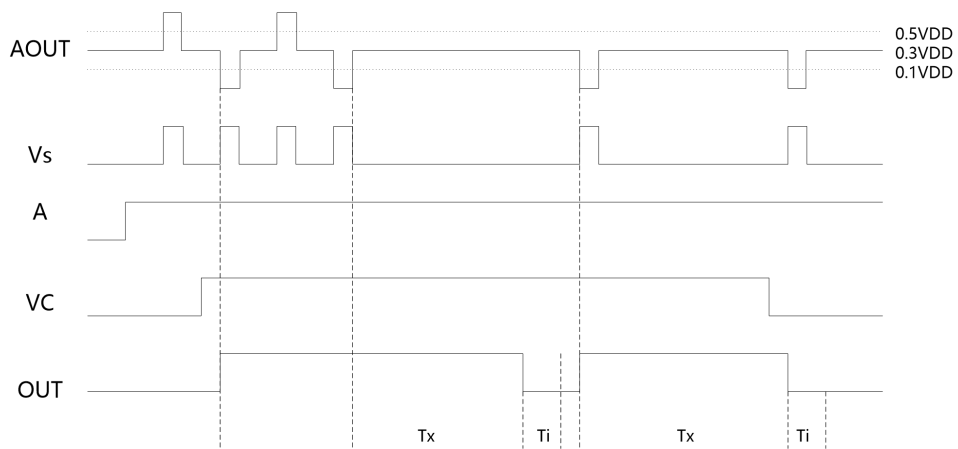 AOUT
0.5VDD
0.3VDD
0.1VDD
Vs
A
VC
OUT
Tx Ti Tx Ti